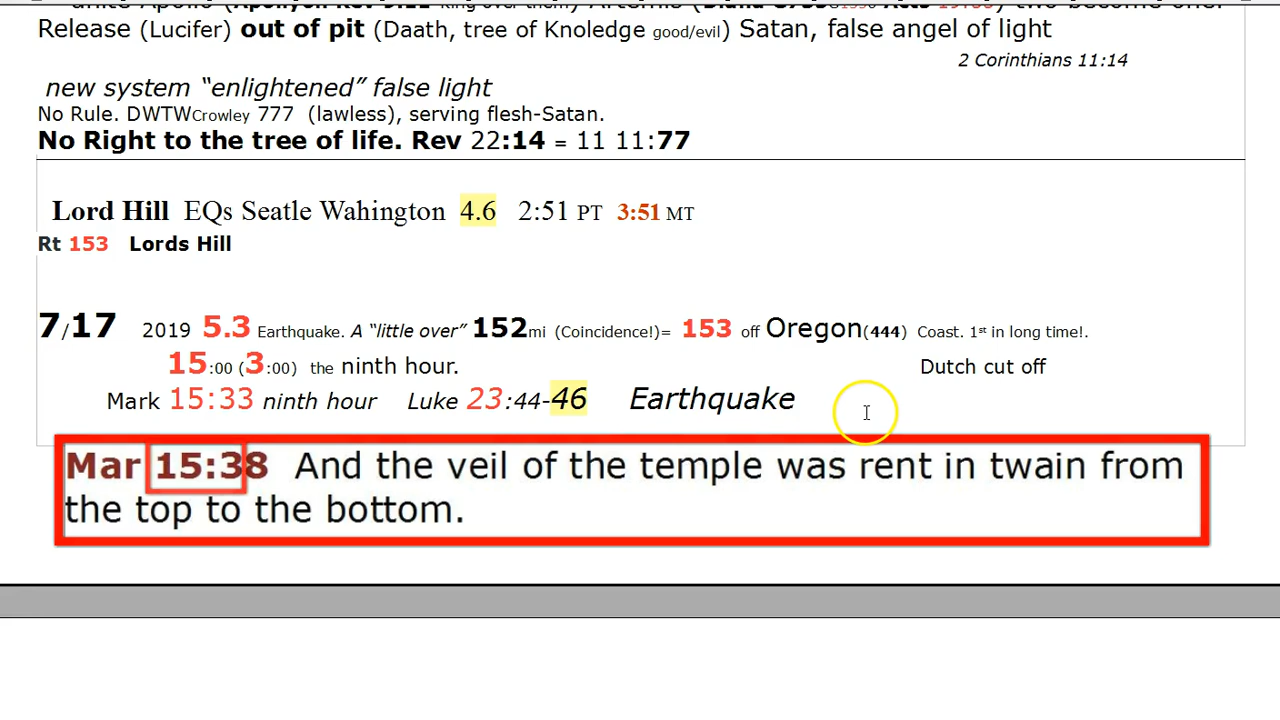 Release (Lucifer) out of pit (Daath, tree of Knoledge good/evil) Satan, false angel of light
2 Corinthians 11:14
new system “enlightened” false light
No Rule. DWTWCrowley 777 (lawless), serving flesh-Satan.
No Right to the tree of life. Rev 22:14 = 11 11:77
Lord Hill EQs Seatle Wahington 4.6 2:51 PT 3:51 MT
Rt 153 Lords Hill
7/17 2019 5.3 Earthquake. A “little over” 152mi (Coincidence!)= 153 off Oregon(444) Coast. 1st in long time!.
15:00 (3:00) the ninth hour. Dutch cut off
Mark 15:33 ninth hour Luke 23:44-46 Earthquake
Mar 15:38 And the veil of the temple was rent in twain from
the top to the bottom.